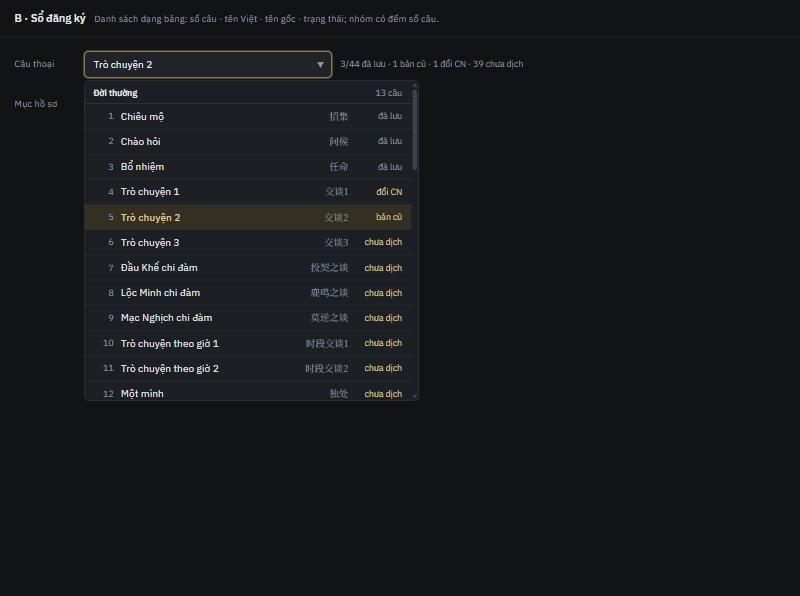 B · Sổ đăng ký Danh sách dạng bảng: số câu · tên Việt · tên gốc · trạng thái; nhóm có đếm số câu.
Câu thoại Trò chuyện 2 ▼ 3/44 đã lưu · 1 bản cũ · 1 đổi CN · 39 chưa dịch
Đời thường 13 câu
Mục hồ sơ
1 Chiêu mộ 招集 đã lưu
2 Chào hỏi 问候 đã lưu
3 Bổ nhiệm 任命 đã lưu
4 Trò chuyện 1 交谈1 đổi CN
5 Trò chuyện 2 交谈2 bản cũ
6 Trò chuyện 3 交谈3 chưa dịch
7 Đầu Khế chi đàm 投契之谈 chưa dịch
8 Lộc Minh chi đàm 鹿鸣之谈 chưa dịch
9 Mạc Nghịch chi đàm 莫逆之谈 chưa dịch
10 Trò chuyện theo giờ 1 时段交谈1 chưa dịch
11 Trò chuyện theo giờ 2 时段交谈2 chưa dịch
12 Một mình 独处 chưa dịch